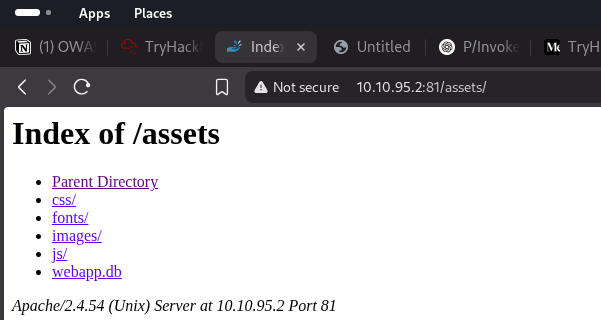 Apps Places
(1) OWA TryHack Index Untitled P/Invoke TryH
Not secure 10.10.95.2:81/assets/
Index of /assets
Parent Directory
css/
fonts/
images/
js/
webapp.db
Apache/2.4.54 (Unix) Server at 10.10.95.2 Port 81